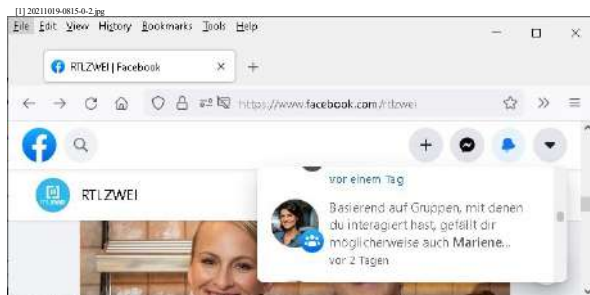 [1] 20211019-0815-0-2.jpg
File Edit View History Bookmarks Tools Help
RTLZWEI | Facebook
https://www.facebook.com/rtlzwei
RTLZWEI
vor einem Tag
Basierend auf Gruppen, mit denen
du interagiert hast, gefällt dir
möglicherweise auch Marlene...
vor 2 Tagen